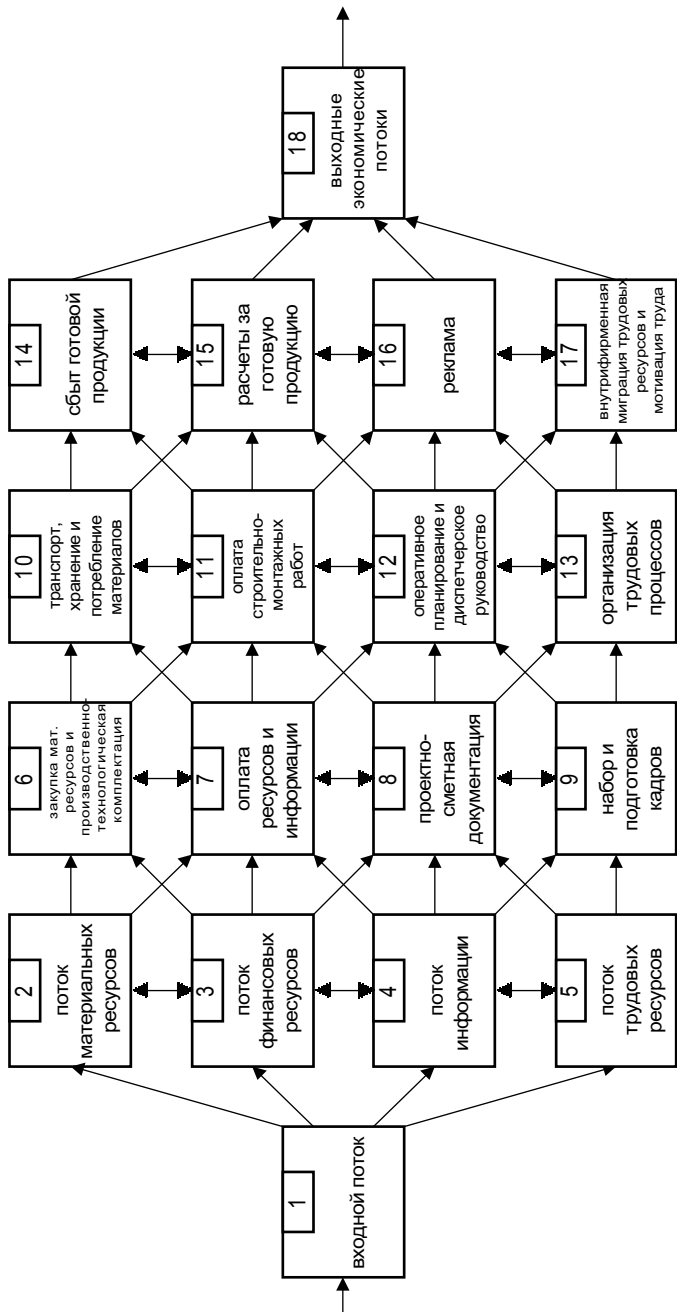 1
входной поток
2
поток
материальных
ресурсов
3
поток
финансовых
ресурсов
4
поток
информации
5
поток
трудовых
ресурсов
6
закупка мат.
ресурсов и
производственно-
технологическая
комплектация
7
оплата
ресурсов и
информации
8
проектно-
сметная
документация
9
набор и
подготовка
кадров
10
транспорт,
хранение и
потребление
материалов
11
оплата
строительно-
монтажных
работ
12
оперативное
планирование и
диспетчерское
руководство
13
организация
трудовых
процессов
14
сбыт готовой
продукции
15
расчеты за
готовую
продукцию
16
реклама
17
внутрифирменная
миграция трудовых
ресурсов и
мотивация труда
18
выходные
экономические
потоки